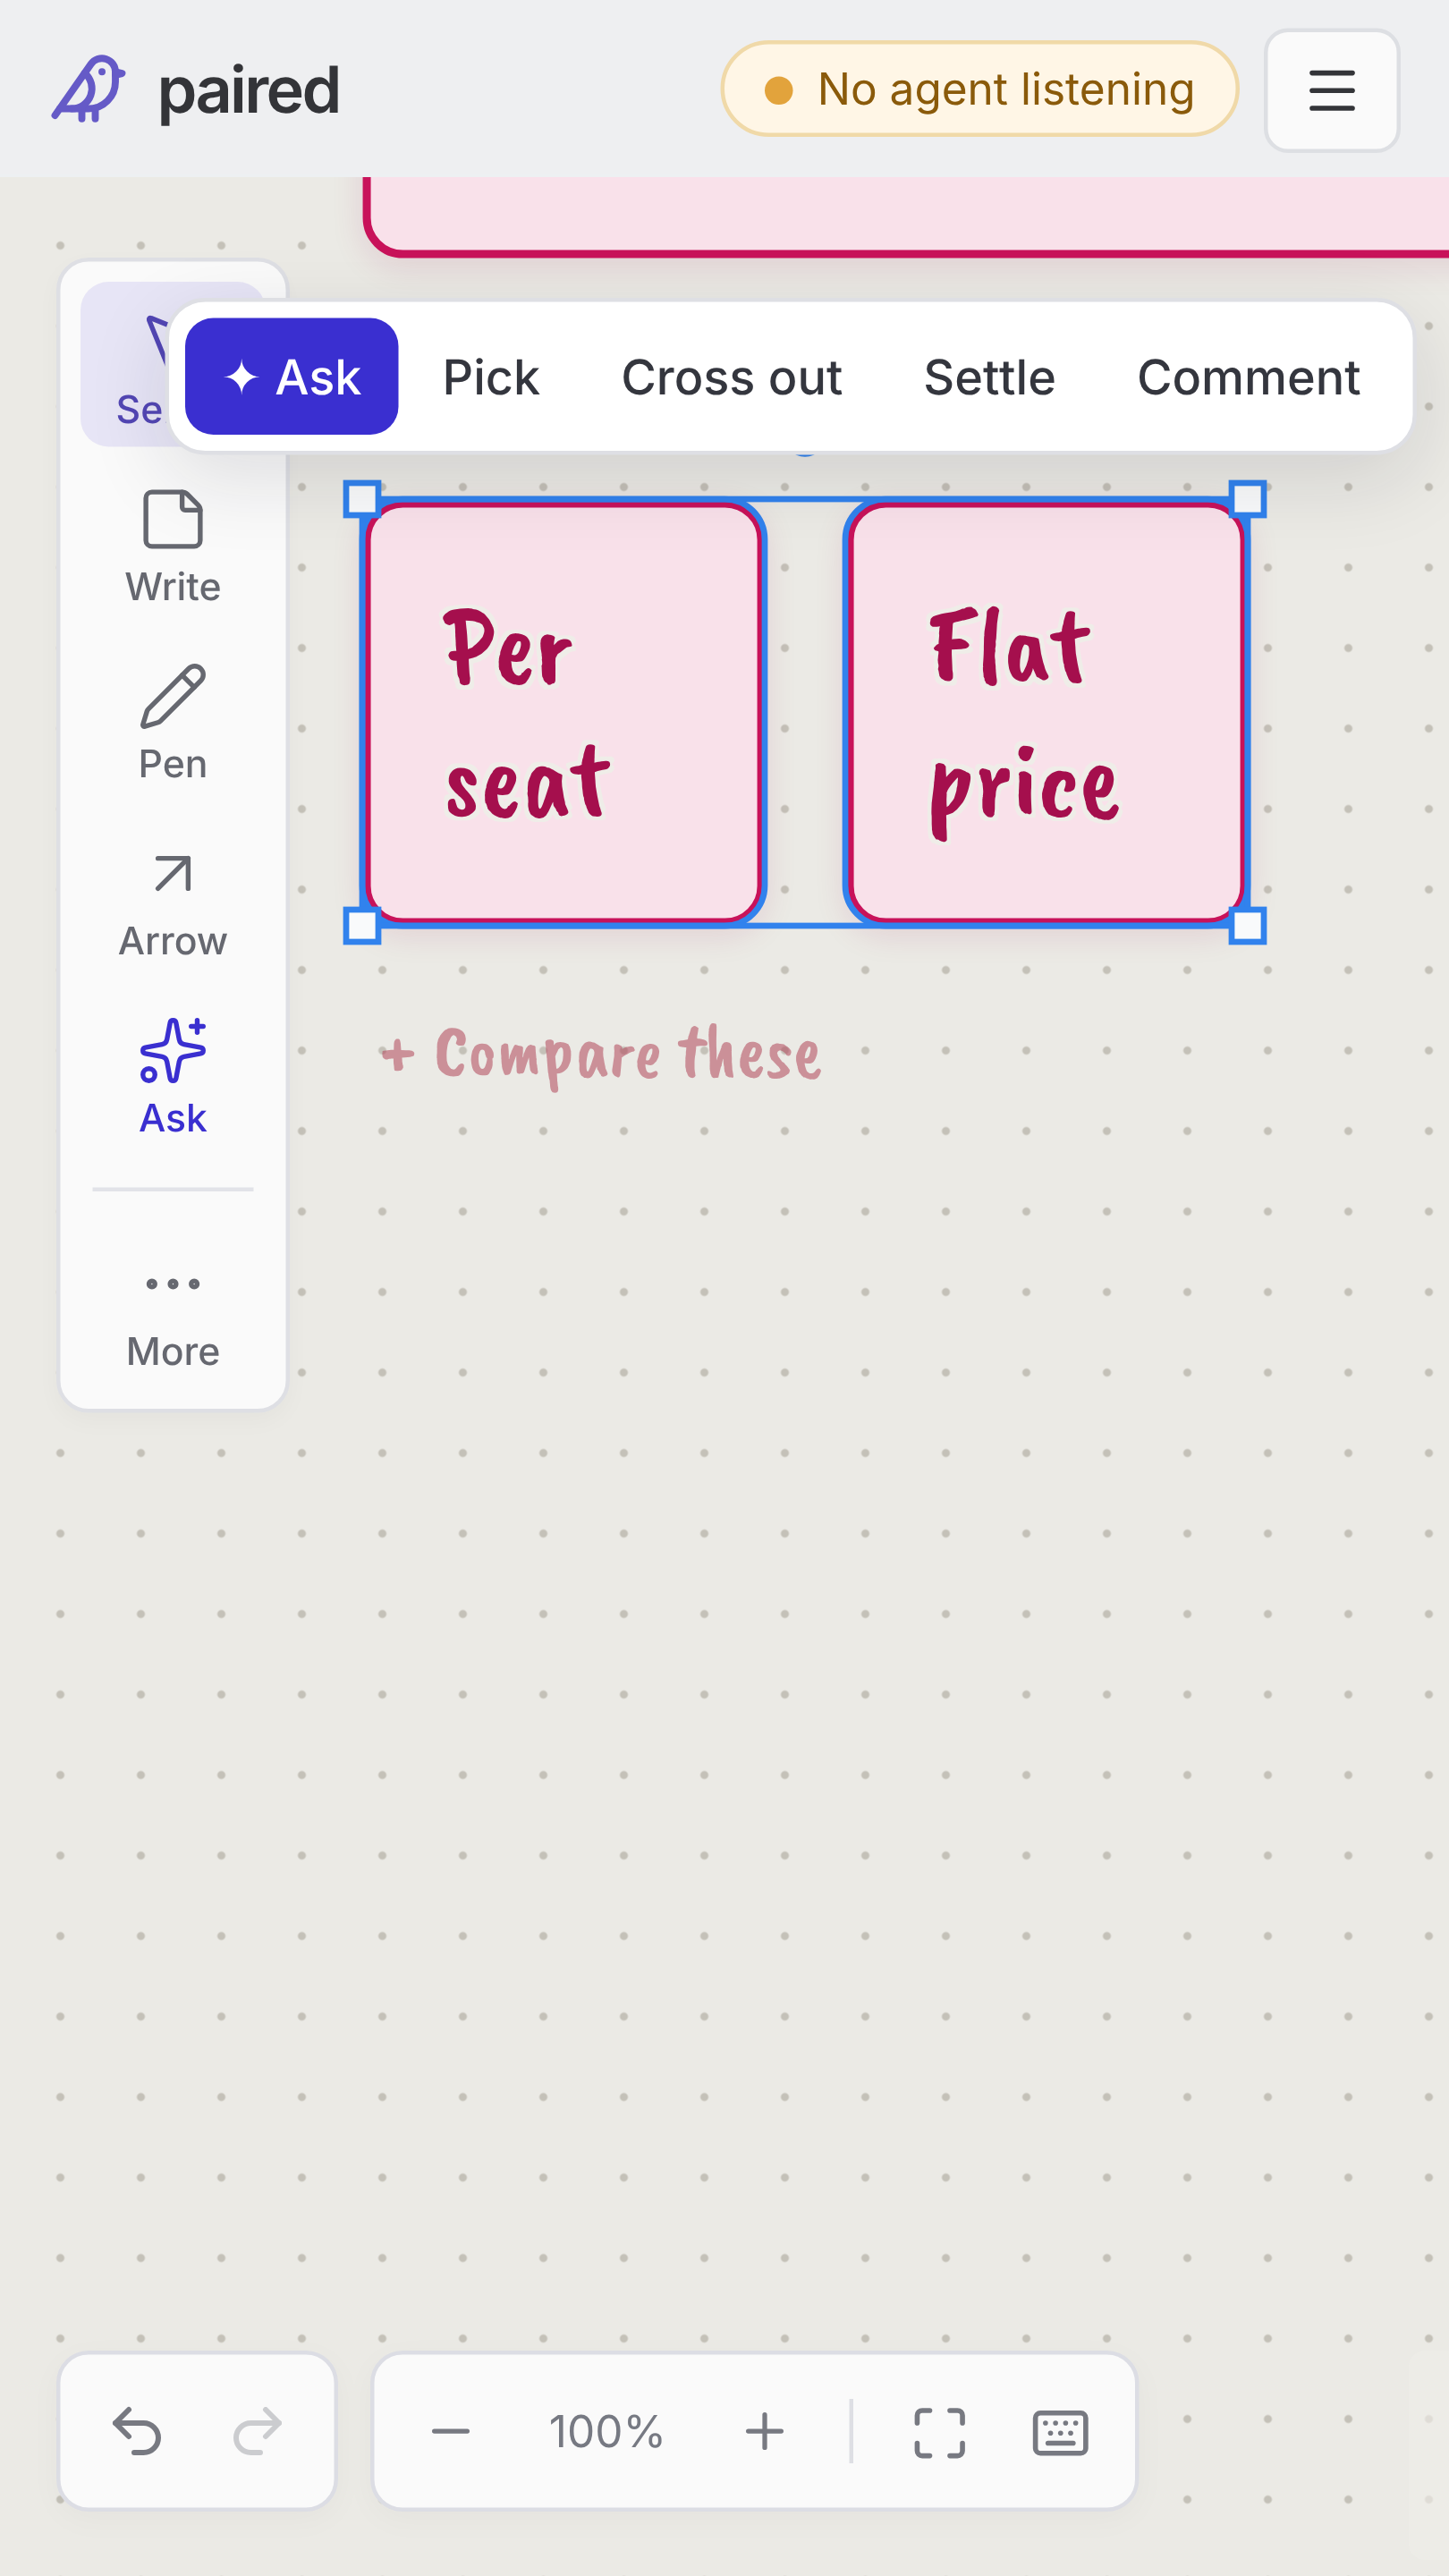 paired
No agent listening
✦ Ask Pick Cross out Settle Comment
Write
Pen
Arrow
Ask
More
Per
seat
Flat
price
+ Compare these
100%